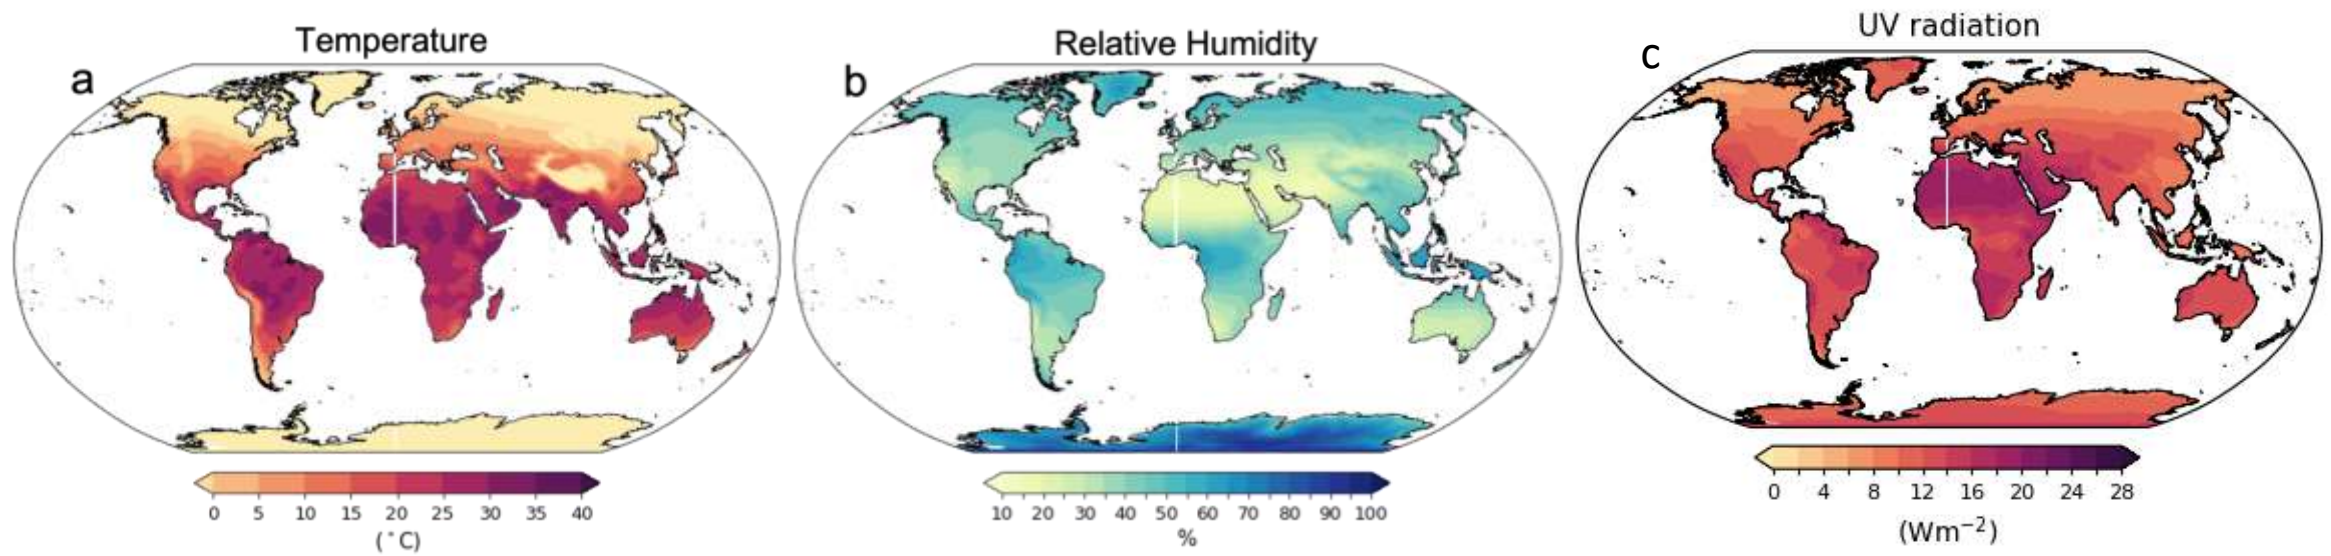 Temperature
a
0 5 10 15 20 25 30 35 40
(°C)
Relative Humidity
b
10 20 30 40 50 60 70 80 90 100
%
UV radiation
c
0 4 8 12 16 20 24 28
(Wm⁻²)